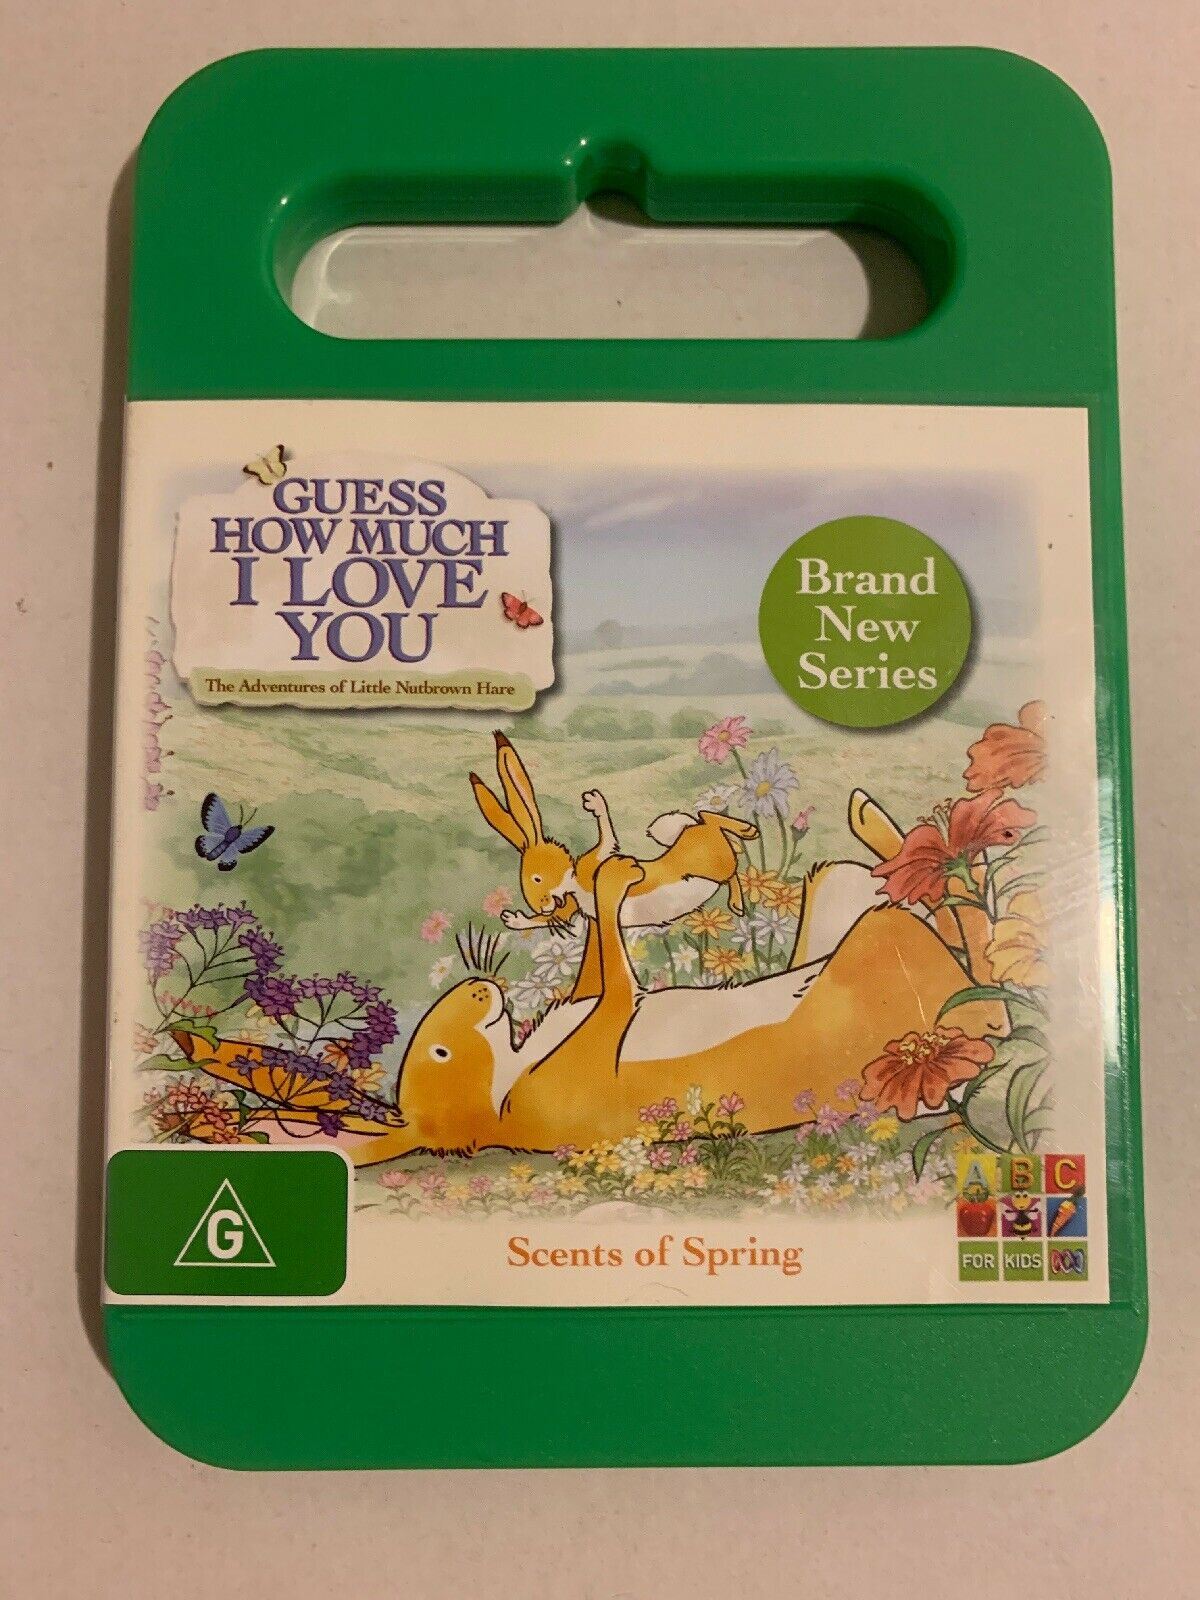 GUESS
HOW MUCH
I LOVE
YOU
The Adventures of Little Nutbrown Hare
Brand
New
Series
G
Scents of Spring
A B C
FOR KIDS